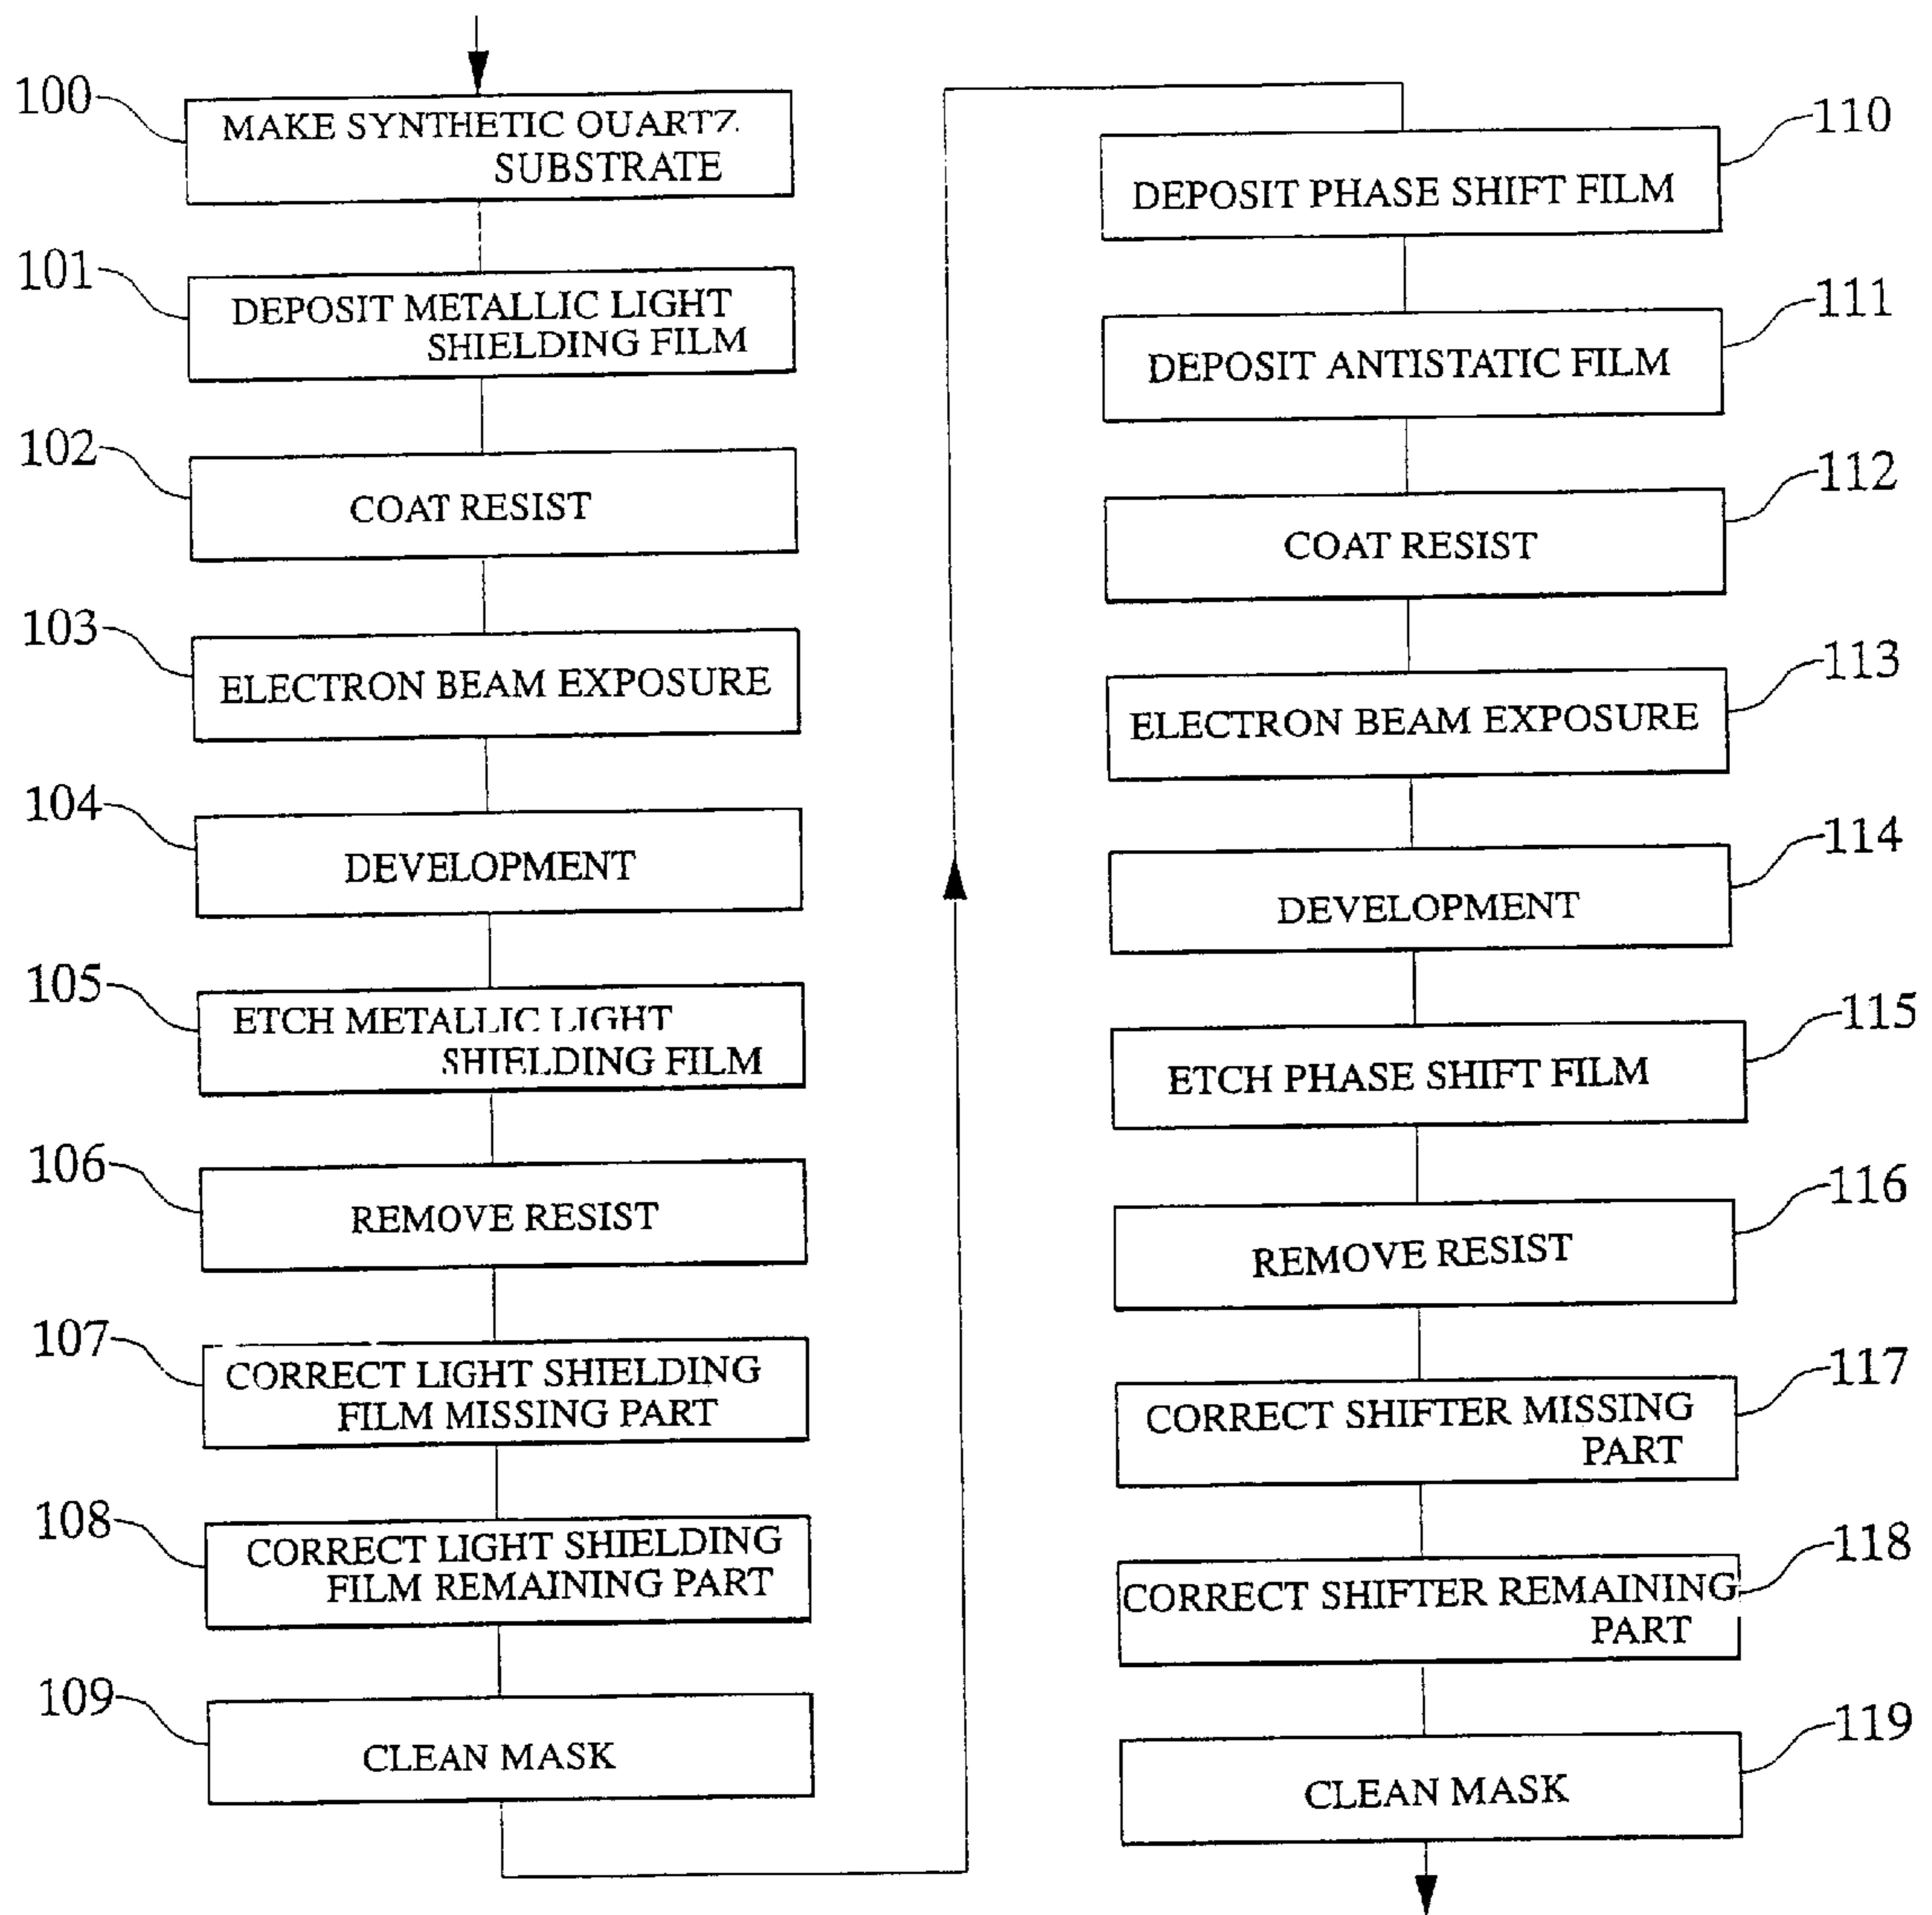 100
MAKE SYNTHETIC QUARTZ
SUBSTRATE
101
DEPOSIT METALLIC LIGHT
SHIELDING FILM
102
COAT RESIST
103
ELECTRON BEAM EXPOSURE
104
DEVELOPMENT
105
ETCH METALLIC LIGHT
SHIELDING FILM
106
REMOVE RESIST
107
CORRECT LIGHT SHIELDING
FILM MISSING PART
108
CORRECT LIGHT SHIELDING
FILM REMAINING PART
109
CLEAN MASK
110
DEPOSIT PHASE SHIFT FILM
111
DEPOSIT ANTISTATIC FILM
112
COAT RESIST
113
ELECTRON BEAM EXPOSURE
114
DEVELOPMENT
115
ETCH PHASE SHIFT FILM
116
REMOVE RESIST
117
CORRECT SHIFTER MISSING
PART
118
CORRECT SHIFTER REMAINING
PART
119
CLEAN MASK